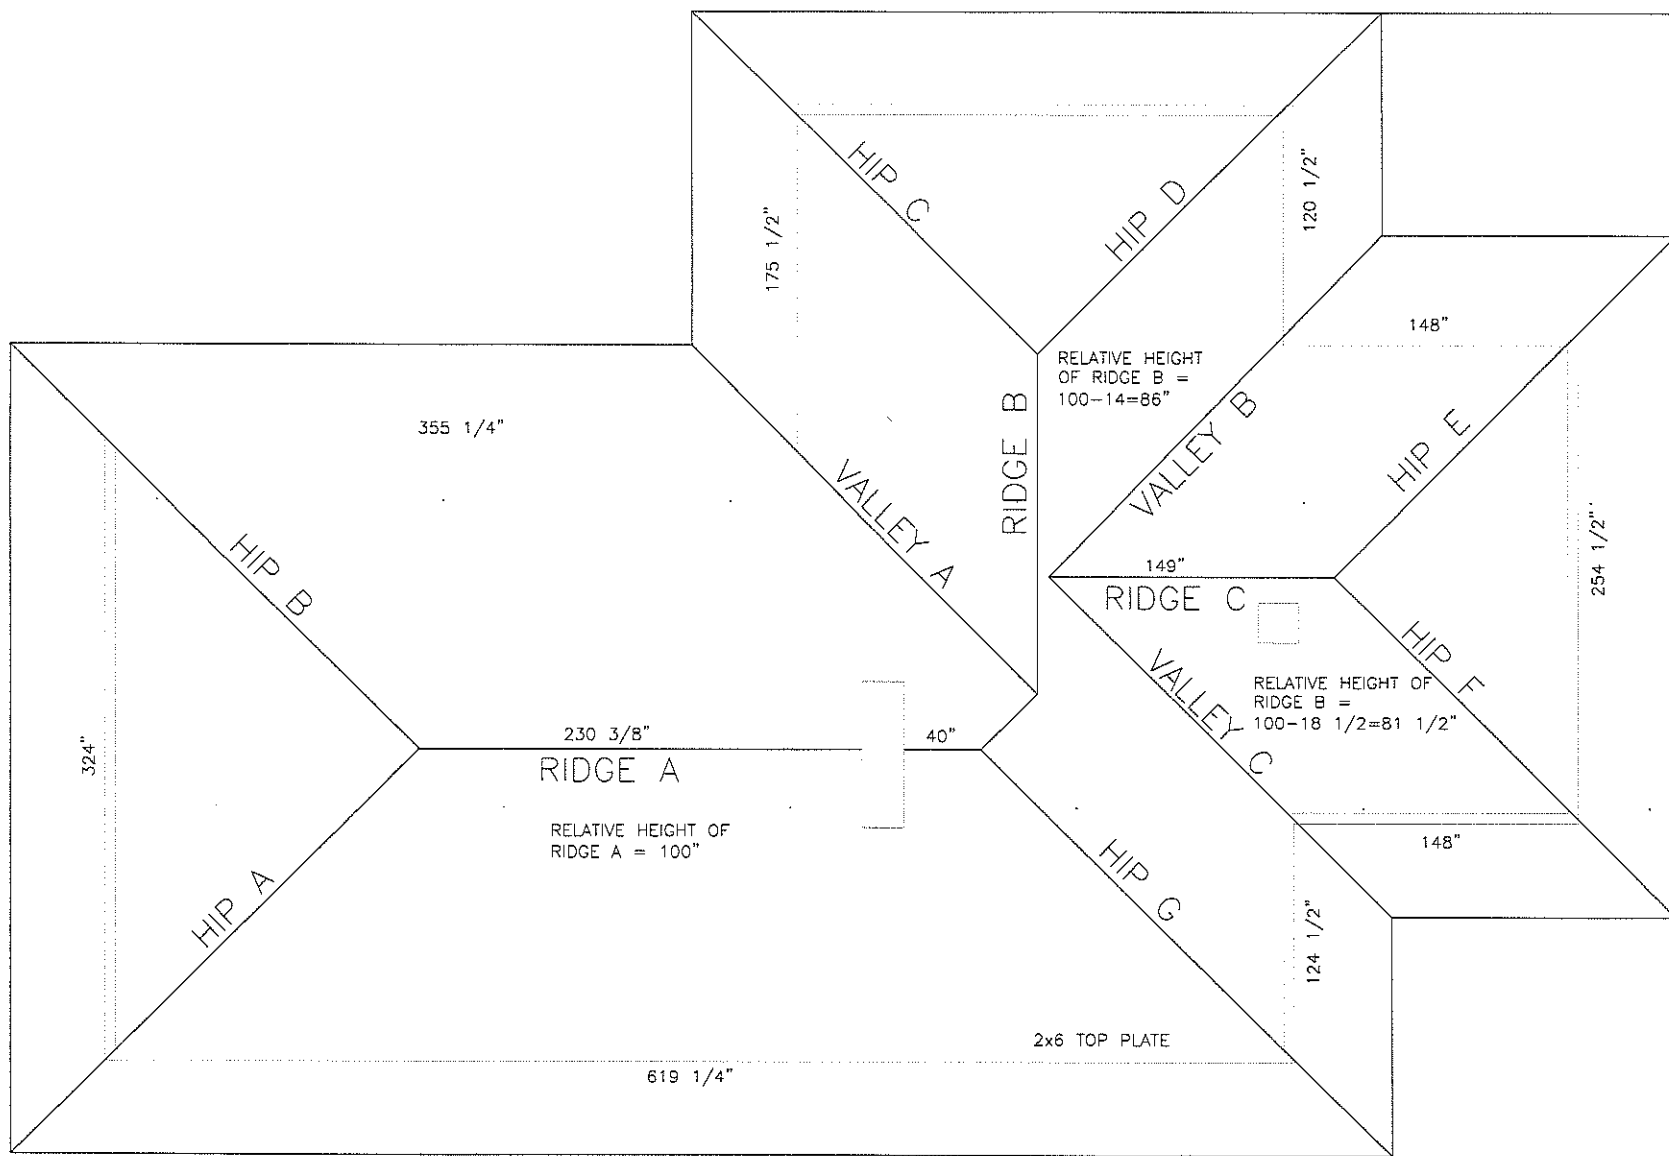 HIP C
HIP D
175 1/2"
120 1/2"
148"
RELATIVE HEIGHT
OF RIDGE B =
100-14=86"
RIDGE B
VALLEY B
HIP E
355 1/4"
VALLEY A
HIP B
149"
RIDGE C
254 1/2"
HIP F
VALLEY C
RELATIVE HEIGHT OF
RIDGE B =
100-18 1/2=81 1/2"
324"
230 3/8"
40"
RIDGE A
RELATIVE HEIGHT OF
RIDGE A = 100"
148"
HIP A
HIP G
124 1/2"
2x6 TOP PLATE
619 1/4"